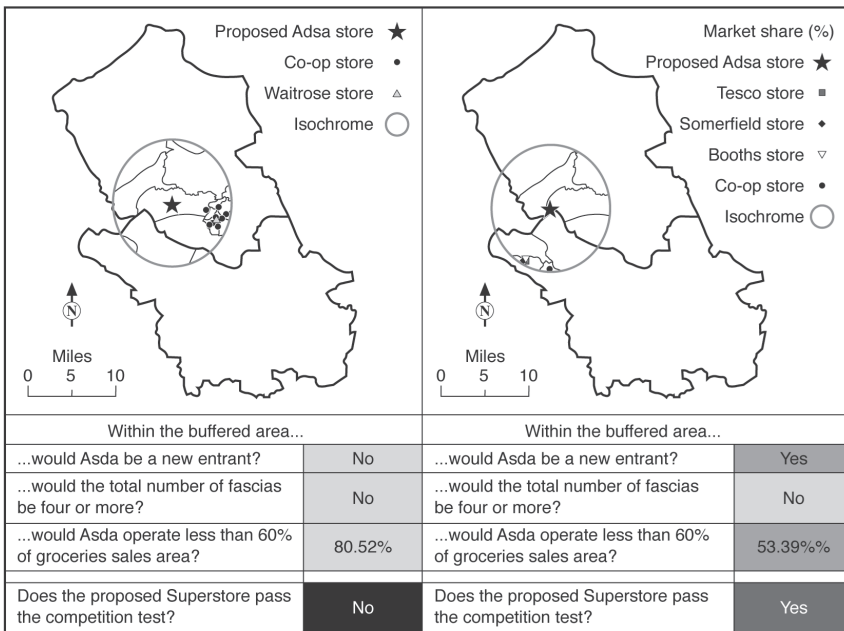 Proposed Adsa store
Co-op store
Waitrose store
Isochrome
N
Miles
0 5 10
Market share (%)
Proposed Adsa store
Tesco store
Somerfield store
Booths store
Co-op store
Isochrome
N
Miles
0 5 10
Within the buffered area...
...would Asda be a new entrant? No
...would the total number of fascias
be four or more? No
...would Asda operate less than 60%
of groceries sales area? 80.52%
Does the proposed Superstore pass
the competition test? No
Within the buffered area...
...would Asda be a new entrant? Yes
...would the total number of fascias
be four or more? No
...would Asda operate less than 60%
of groceries sales area? 53.39%%
Does the proposed Superstore pass
the competition test? Yes